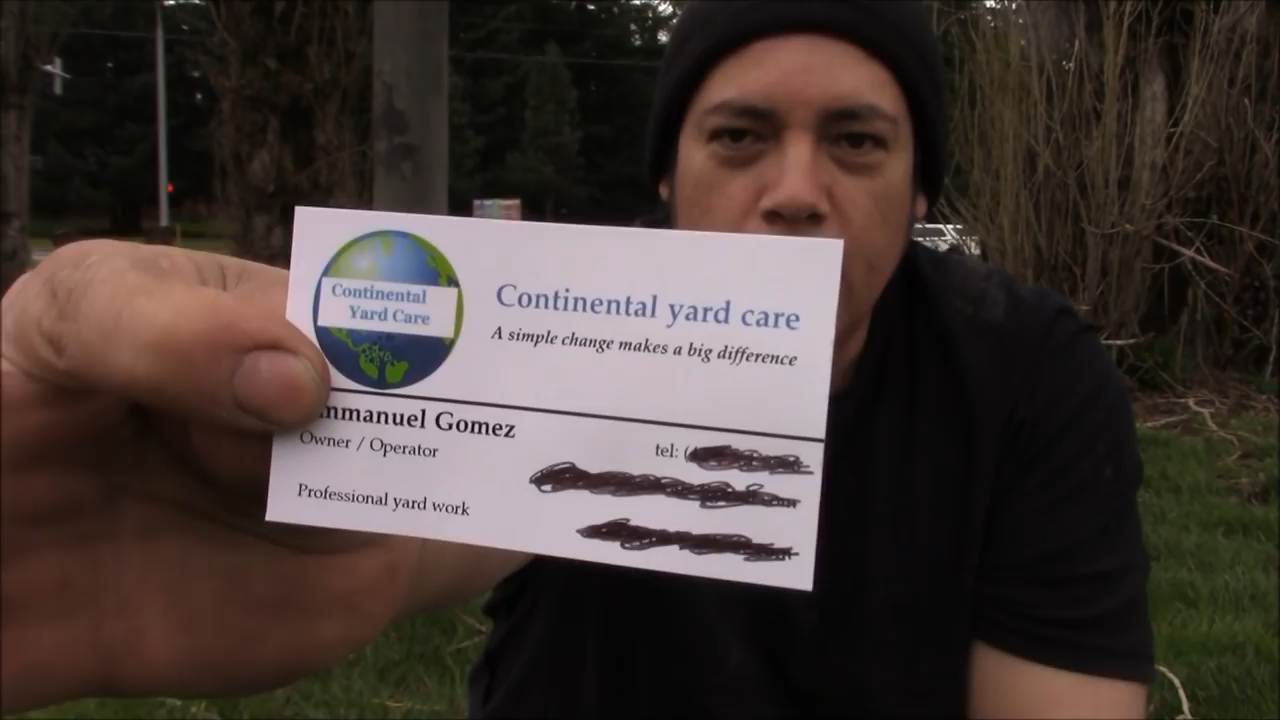 Continental
Yard Care
Continental yard care
A simple change makes a big difference
mmanuel Gomez
Owner / Operator
tel: (
Professional yard work